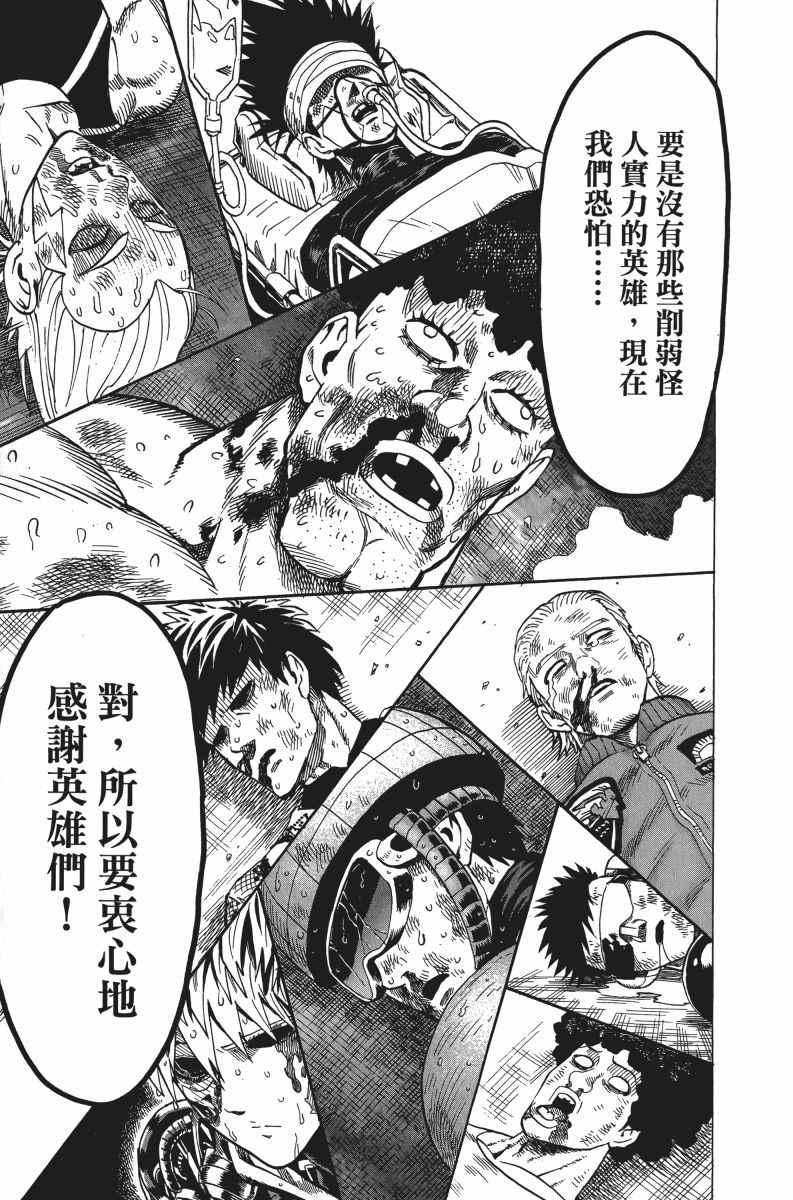 要是沒有那些削弱怪
人實力的英雄，現在
我們恐怕……
對，所以要衷心地
感謝英雄們！